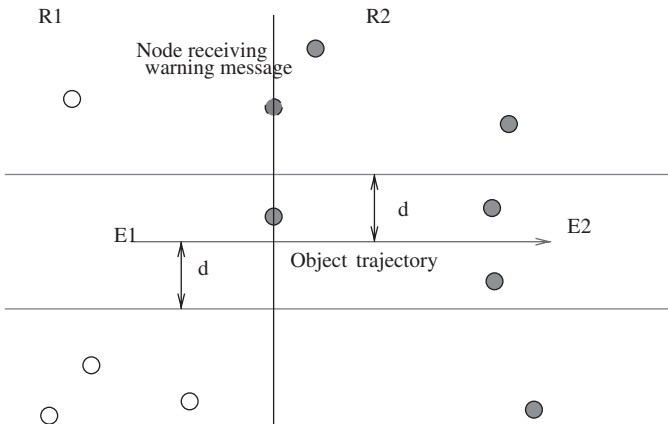 R1
R2
Node receiving
warning message
d
E1
E2
Object trajectory
d